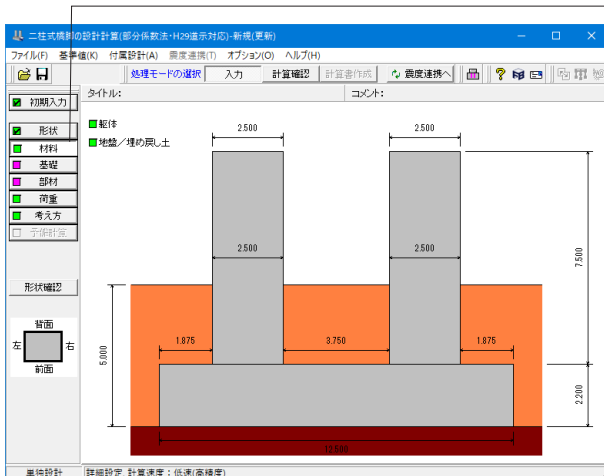 二柱式橋脚の設計計算(部分係数法・H29道示対応)-新規(更新)
ファイル(F) 基準値(K) 付属設計(A) 震度連携(T) オプション(O) ヘルプ(H)
処理モードの選択 入力 計算確認 計算書作成 震度連携へ
初期入力 タイトル: コメント:
形状
材料
基礎
部材
荷重
考え方
予備計算
形状確認
背面
左 右
前面
躯体
地盤/埋め戻し土
2.500 2.500
2.500 2.500
7.500
1.875 3.750 1.875
5.000
2.200
12.500
単独設計 詳細設定 計算速度:低速(高精度)